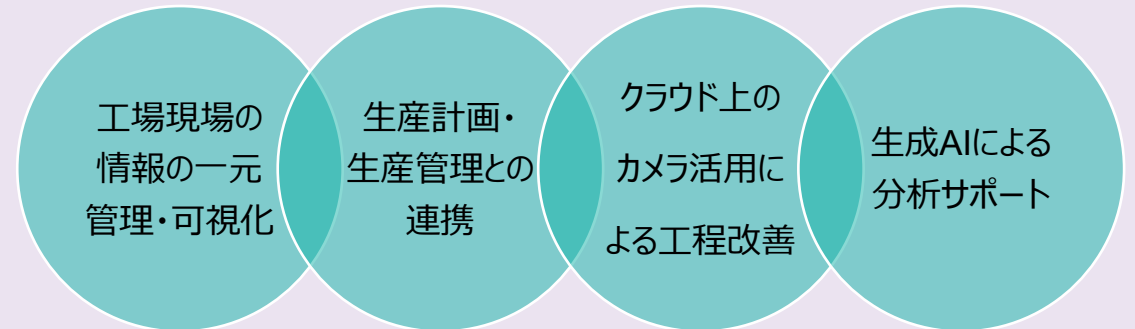 工場現場の
情報の一元
管理・可視化
生産計画・
生産管理との
連携
クラウド上の
カメラ活用に
よる工程改善
生成AIによる
分析サポート